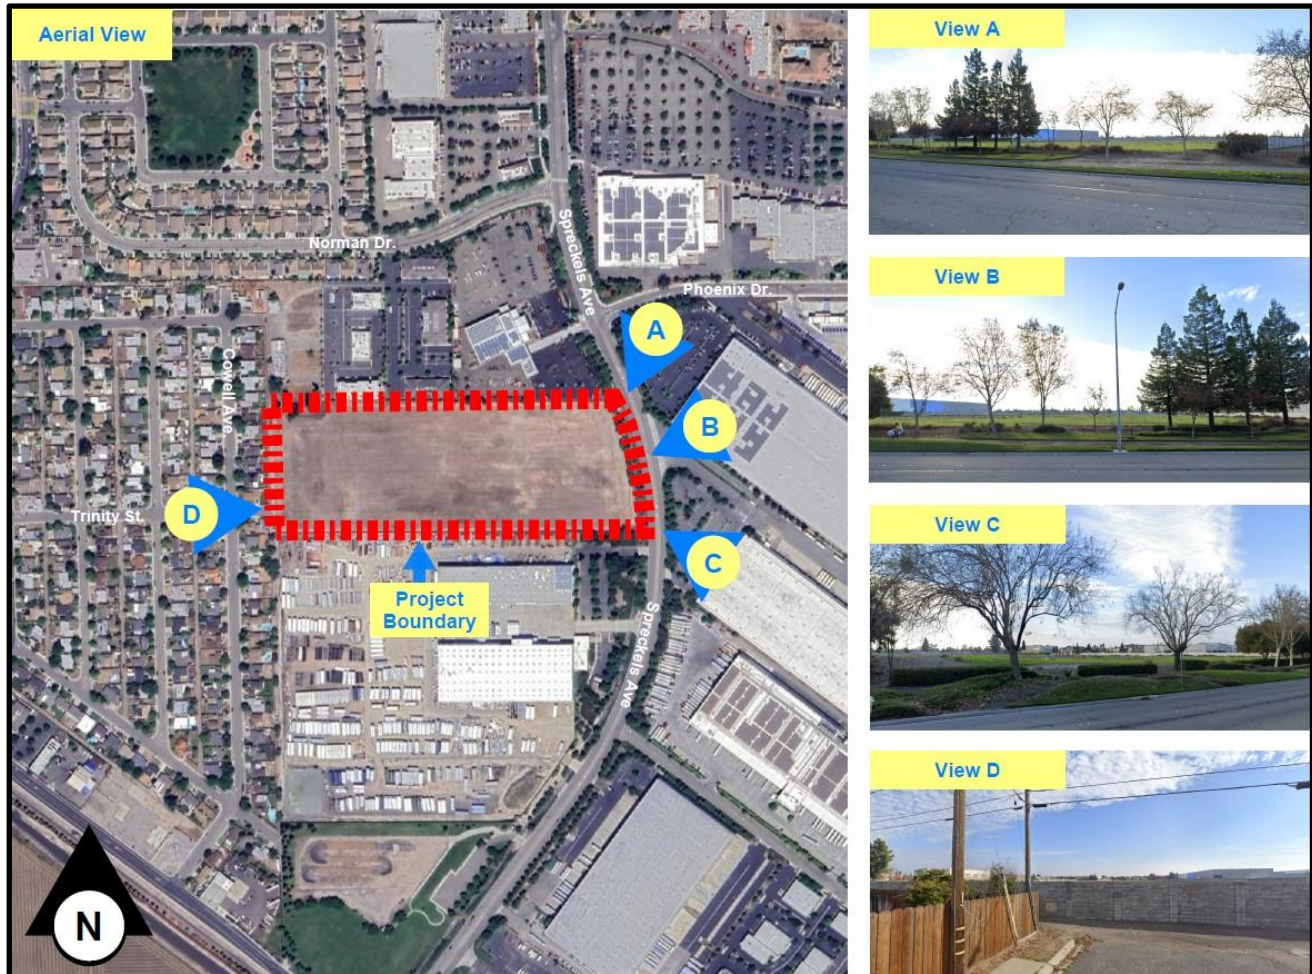 Aerial View
Norman Dr.
Spreckels Ave
Phoenix Dr.
Cowell Ave.
Trinity St.
A
B
C
D
Project
Boundary
Spreckels Ave
N
View A
View B
View C
View D